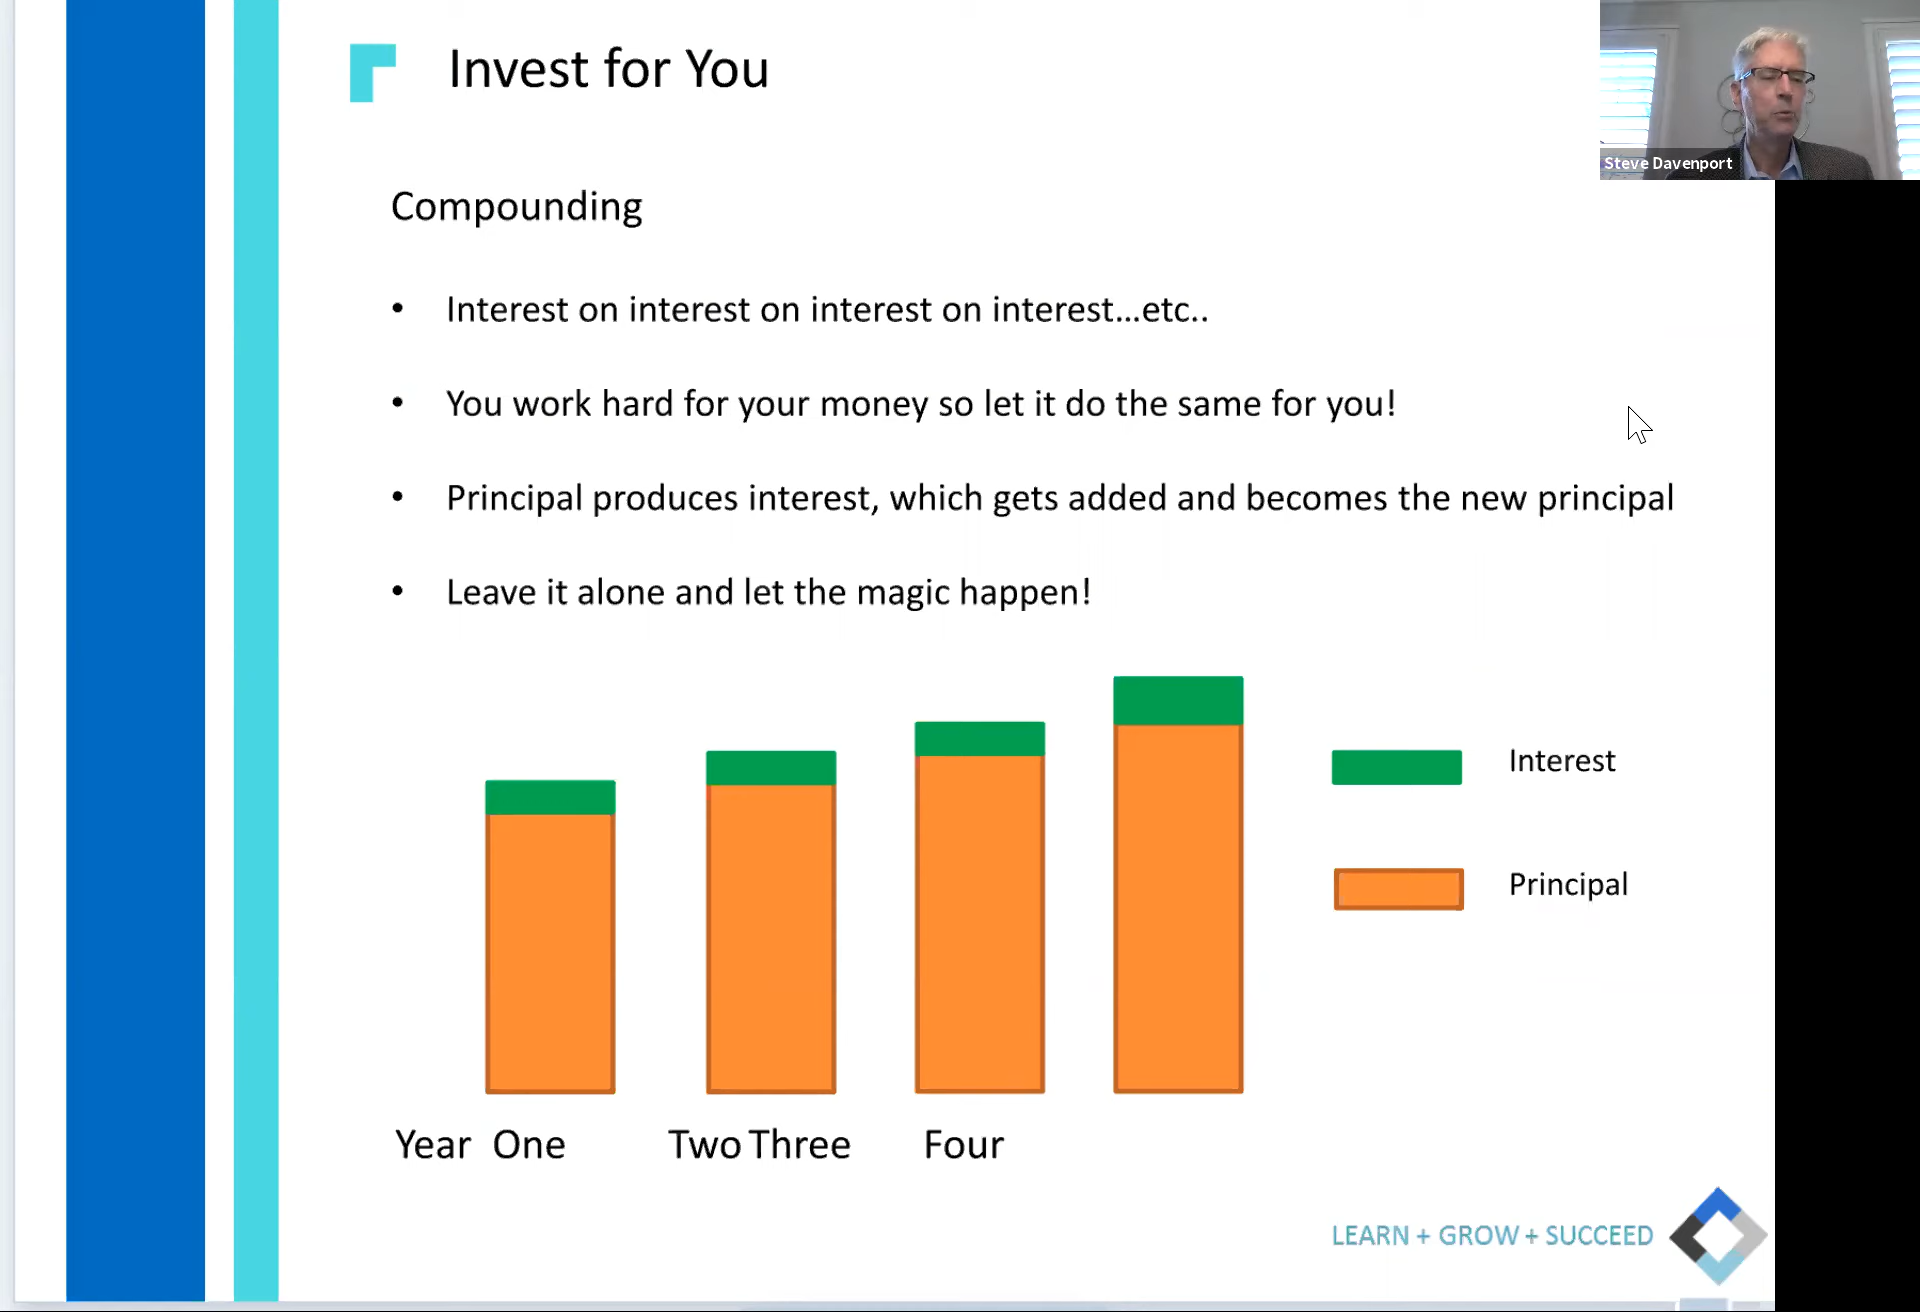 Invest for You
Steve Davenport
Compounding
• Interest on interest on interest on interest...etc..
• You work hard for your money so let it do the same for you!
• Principal produces interest, which gets added and becomes the new principal
• Leave it alone and let the magic happen!
Interest
Principal
Year One Two Three Four
LEARN + GROW + SUCCEED